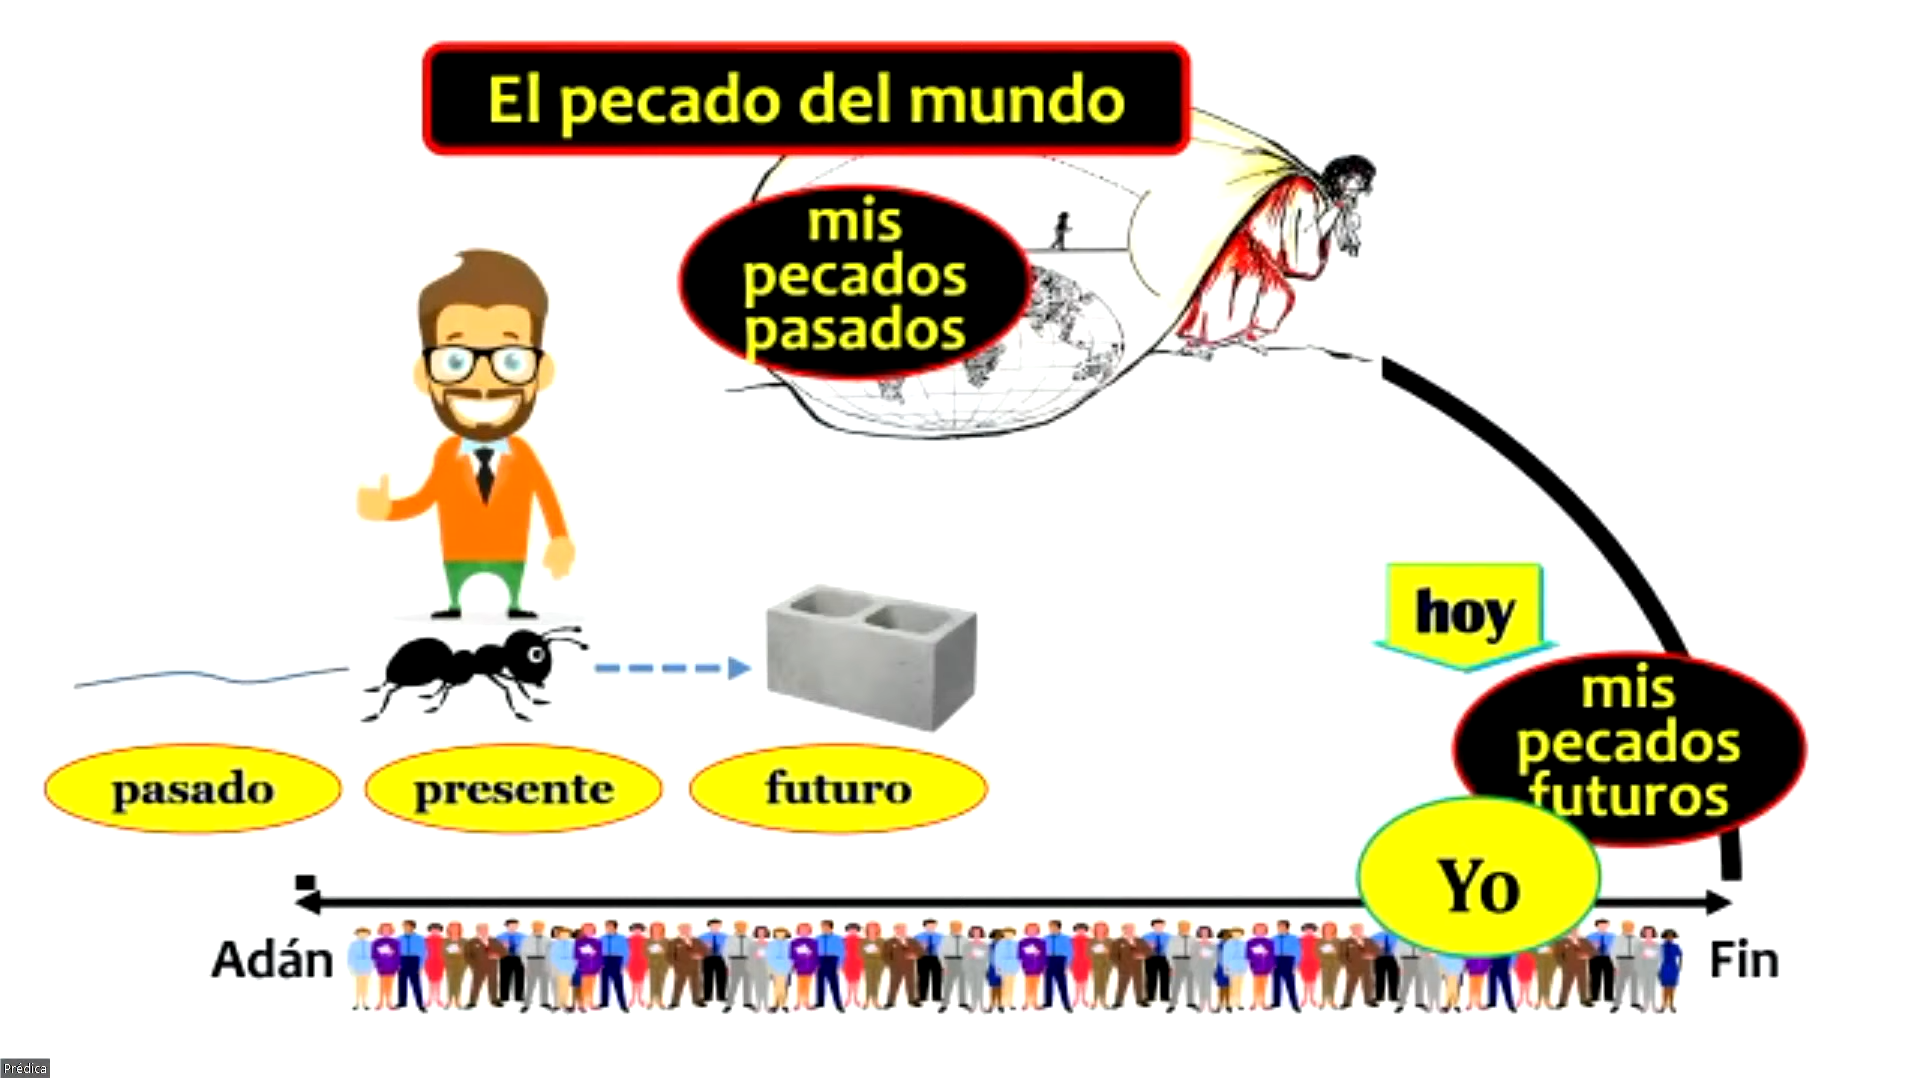 El pecado del mundo
mis
pecados
pasados
hoy
mis
pecados
futuros
pasado
presente
futuro
Yo
Adán
Fin
Prédica